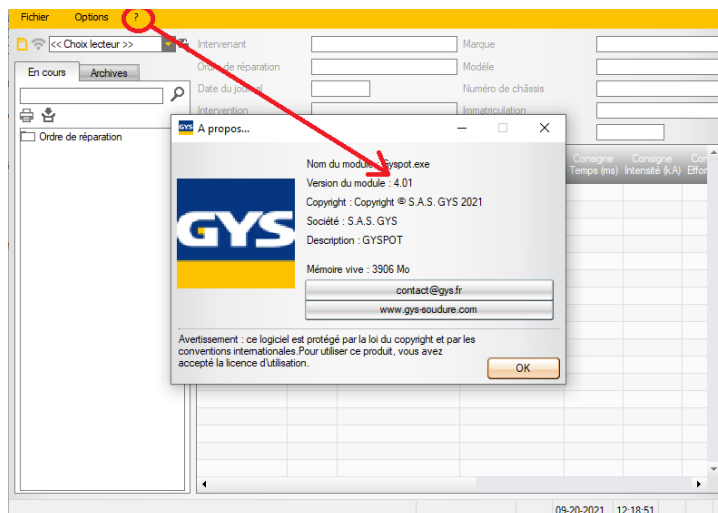 Fichier Options ?
<< Choix lecteur >>
En cours Archives
Ordre de réparation
Intervenant Marque
Ordre de réparation Modèle
Date du journal Numéro de châssis
Intervention Immatriculation
Consigne Temps (ms) Consigne Intensité (kA)
GYS A propos...
GYS
Nom du module : Gyspot.exe
Version du module : 4.01
Copyright : Copyright © S.A.S. GYS 2021
Société : S.A.S. GYS
Description : GYSPOT
Mémoire vive : 3906 Mo
contact@gys.fr
www.gys-soudure.com
Avertissement : ce logiciel est protégé par la loi du copyright et par les
conventions internationales.Pour utiliser ce produit, vous avez
accepté la licence d'utilisation.
OK
09-20-2021 12:18:51